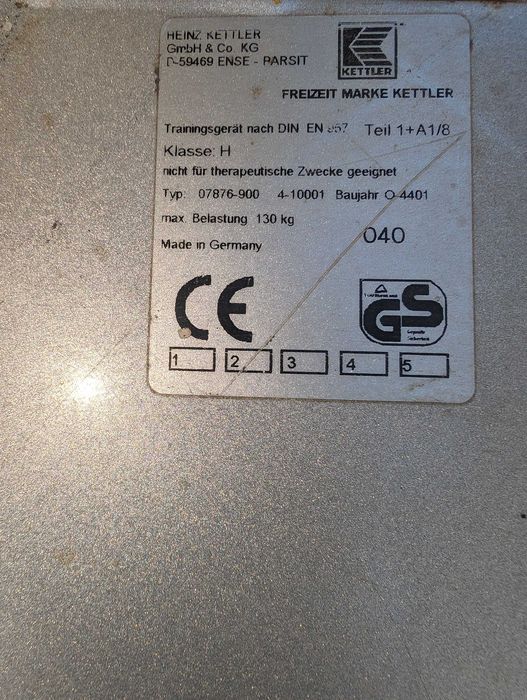 HEINZ KETTLER
GmbH & Co. KG
D-59469 ENSE - PARSIT
KETTLER
FREIZEIT MARKE KETTLER
Trainingsgerät nach DIN EN 957 Teil 1+A1/8
Klasse: H
nicht für therapeutische Zwecke geeignet
Typ: 07876-900 4-10001 Baujahr O 4401
max. Belastung 130 kg
040
Made in Germany
CE
GS
geprüfte
Sicherheit
1 2 3 4 5